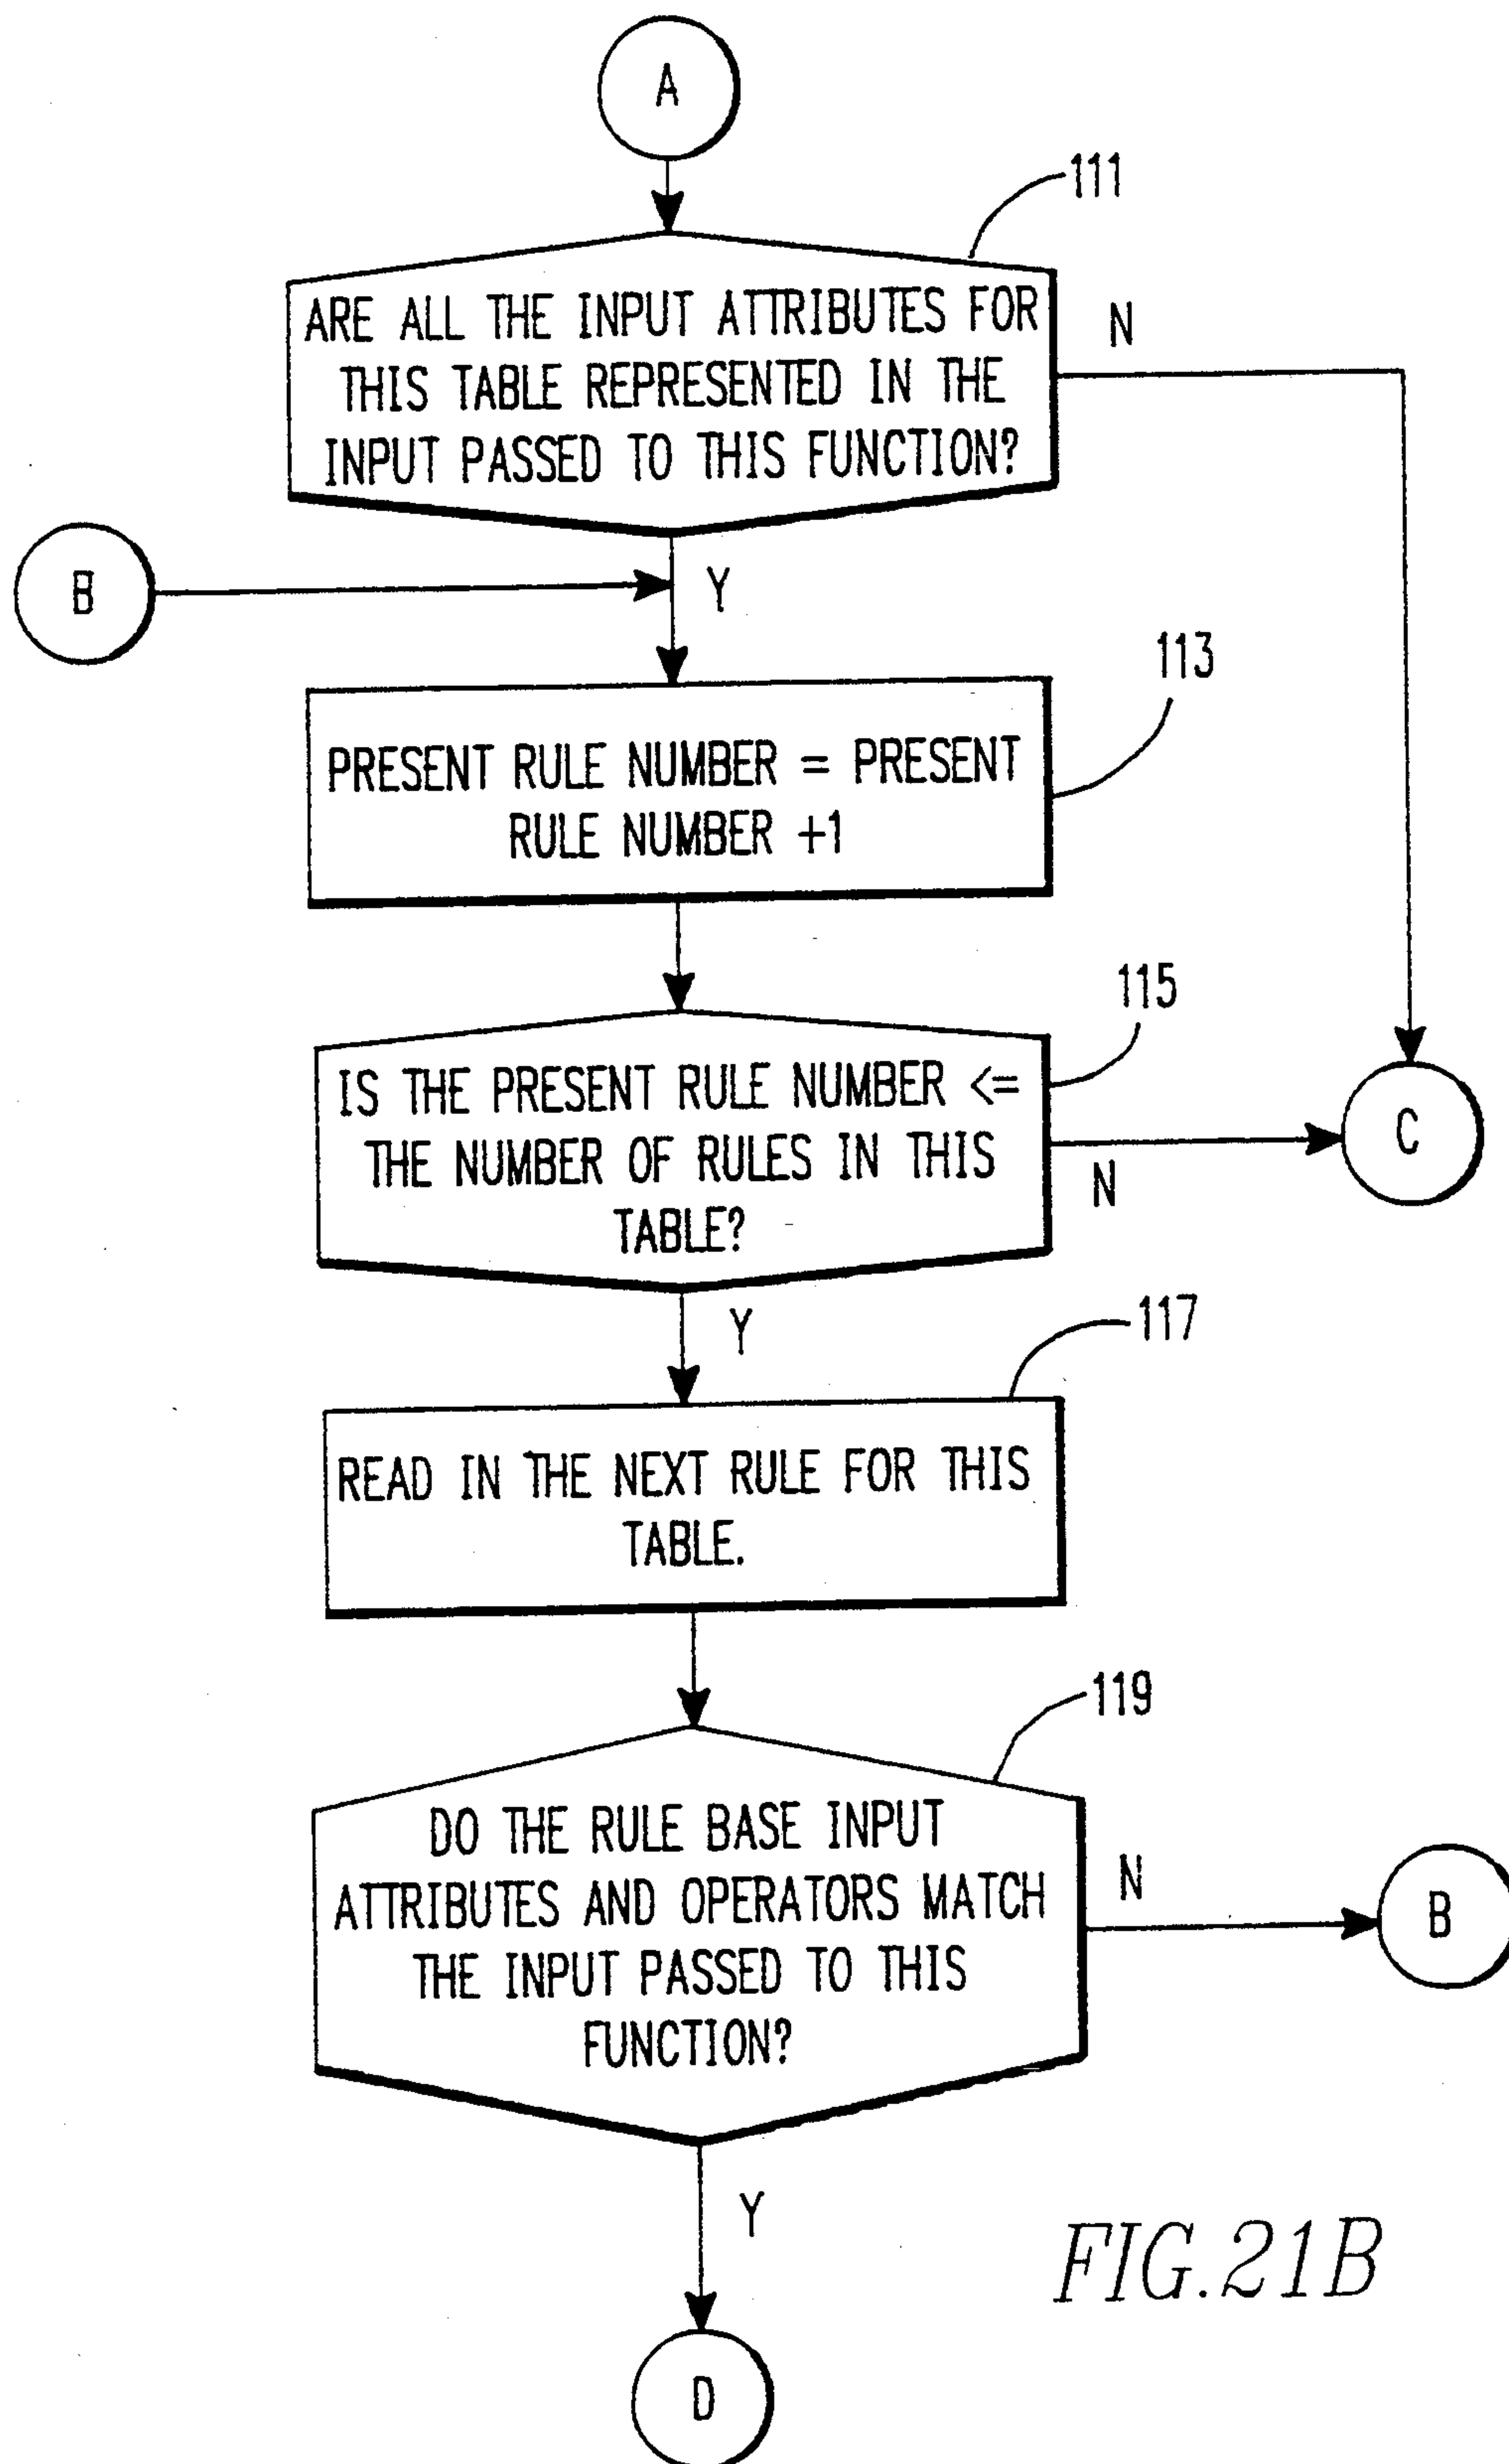 A
111
ARE ALL THE INPUT ATTRIBUTES FOR
THIS TABLE REPRESENTED IN THE
INPUT PASSED TO THIS FUNCTION?
N
B
Y
113
PRESENT RULE NUMBER = PRESENT
RULE NUMBER +1
115
IS THE PRESENT RULE NUMBER <=
THE NUMBER OF RULES IN THIS
TABLE?
N
C
Y
117
READ IN THE NEXT RULE FOR THIS
TABLE.
119
DO THE RULE BASE INPUT
ATTRIBUTES AND OPERATORS MATCH
THE INPUT PASSED TO THIS
FUNCTION?
N
B
Y
D
FIG.21B